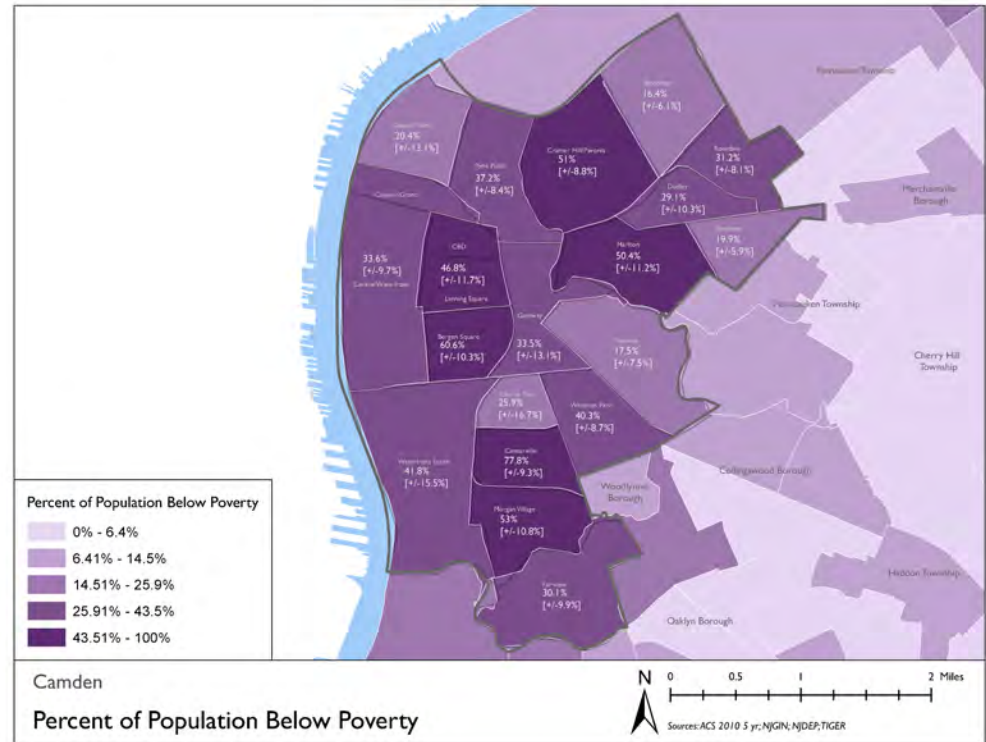 Pennsauken Township
16.4%
[+/-6.1%]
20.4%
[+/-13.1%]
37.2%
[+/-8.4%]
51%
[+/-8.8%]
31.2%
[+/-8.1%]
Dudley
29.1%
[+/-10.3%]
Merchantville
Borough
19.9%
[+/-5.9%]
Marlton
50.4%
[+/-11.2%]
CBD
46.8%
[+/-11.7%]
Lanning Square
33.6%
[+/-9.7%]
Central Waterfront
Pennsauken Township
Gateway
33.5%
[+/-13.1%]
Bergen Square
60.6%
[+/-10.3%]
17.5%
[+/-7.5%]
Cherry Hill
Township
25.9%
[+/-16.7%]
Whitman Park
40.3%
[+/-8.7%]
Waterfront South
41.8%
[+/-15.5%]
Centerville
77.8%
[+/-9.3%]
Collingswood Borough
Woodlynne
Borough
Morgan Village
53%
[+/-10.8%]
Fairview
30.1%
[+/-9.9%]
Haddon Township
Oaklyn Borough
Percent of Population Below Poverty
0% - 6.4%
6.41% - 14.5%
14.51% - 25.9%
25.91% - 43.5%
43.51% - 100%
Camden
Percent of Population Below Poverty
N
0 0.5 1 2 Miles
Sources: ACS 2010 5 yr; NJGIN; NJDEP; TIGER